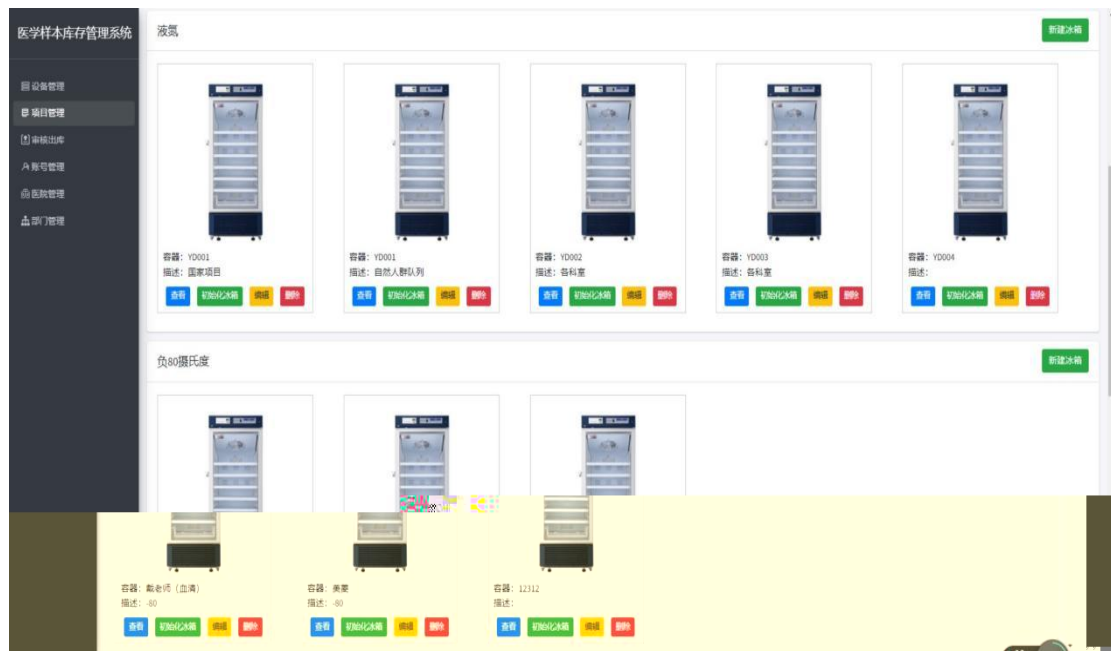 医学样本库存管理系统
设备管理
项目管理
审核出库
账号管理
医院管理
部门管理
液氮
新建冰箱
容器：YD001
描述：国家项目
查看 初始化冰箱 编辑 删除
容器：YD001
描述：自然人群队列
查看 初始化冰箱 编辑 删除
容器：YD002
描述：各科室
查看 初始化冰箱 编辑 删除
容器：YD003
描述：各科室
查看 初始化冰箱 编辑 删除
容器：YD004
描述：
查看 初始化冰箱 编辑 删除
负80摄氏度
新建冰箱
容器：戴老师（血清）
描述：-80
查看 初始化冰箱 编辑 删除
容器：美菱
描述：-80
查看 初始化冰箱 编辑 删除
容器：12312
描述：
查看 初始化冰箱 编辑 删除